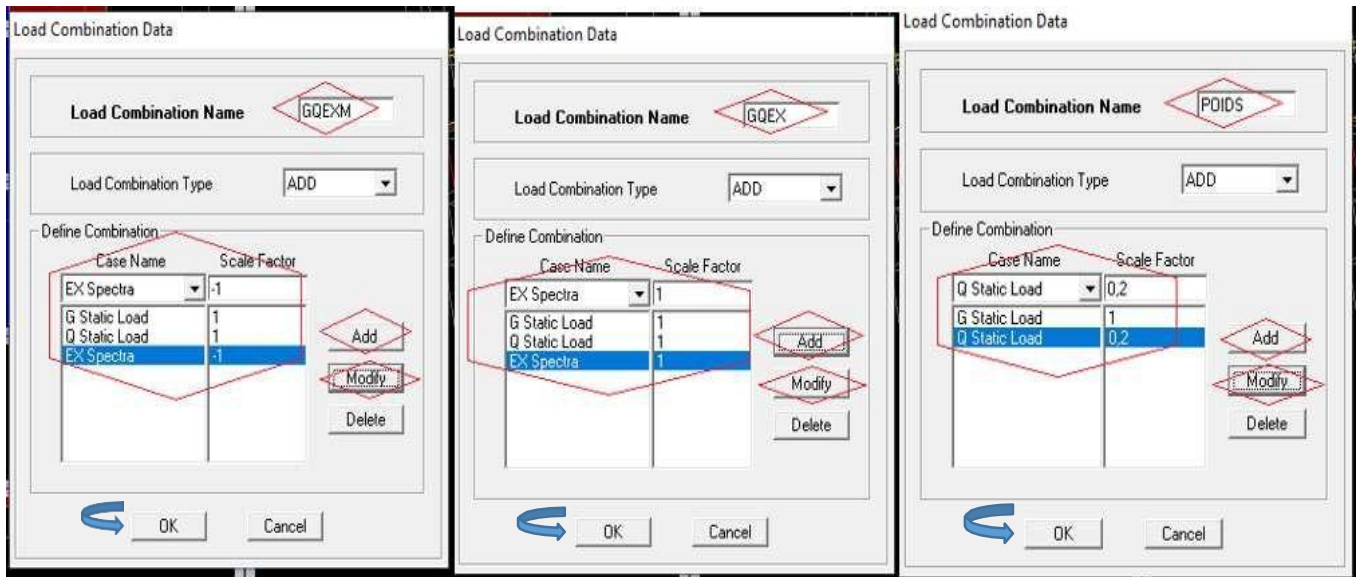 Load Combination Data
Load Combination Name GQEXM
Load Combination Type ADD
Define Combination
Case Name Scale Factor
EX Spectra -1
G Static Load 1
Q Static Load 1
EX Spectra -1
Add
Modify
Delete
OK Cancel
Load Combination Data
Load Combination Name GQEX
Load Combination Type ADD
Define Combination
Case Name Scale Factor
EX Spectra 1
G Static Load 1
Q Static Load 1
EX Spectra 1
Add
Modify
Delete
OK Cancel
Load Combination Data
Load Combination Name POIDS
Load Combination Type ADD
Define Combination
Case Name Scale Factor
Q Static Load 0,2
G Static Load 1
Q Static Load 0,2
Add
Modify
Delete
OK Cancel